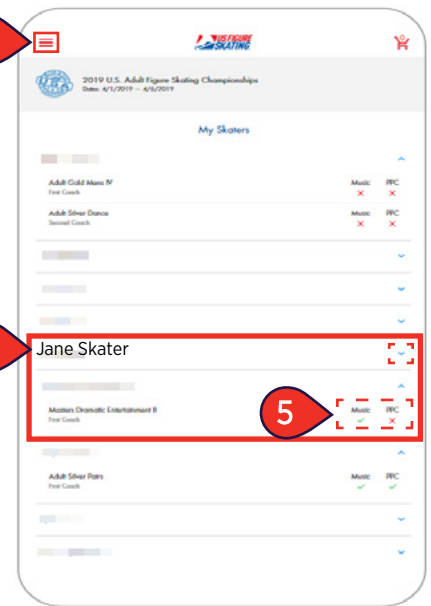 US FIGURE
SKATING
2019 U.S. Adult Figure Skating Championships
Dates: 4/1/2019 — 4/6/2019
My Skaters
Adult Gold Mens IV Music PPC
First Coach
Adult Silver Dance Music PPC
Second Coach
Jane Skater
Masters Dramatic Entertainment II Music PPC
First Coach
5
Adult Silver Pairs Music PPC
First Coach